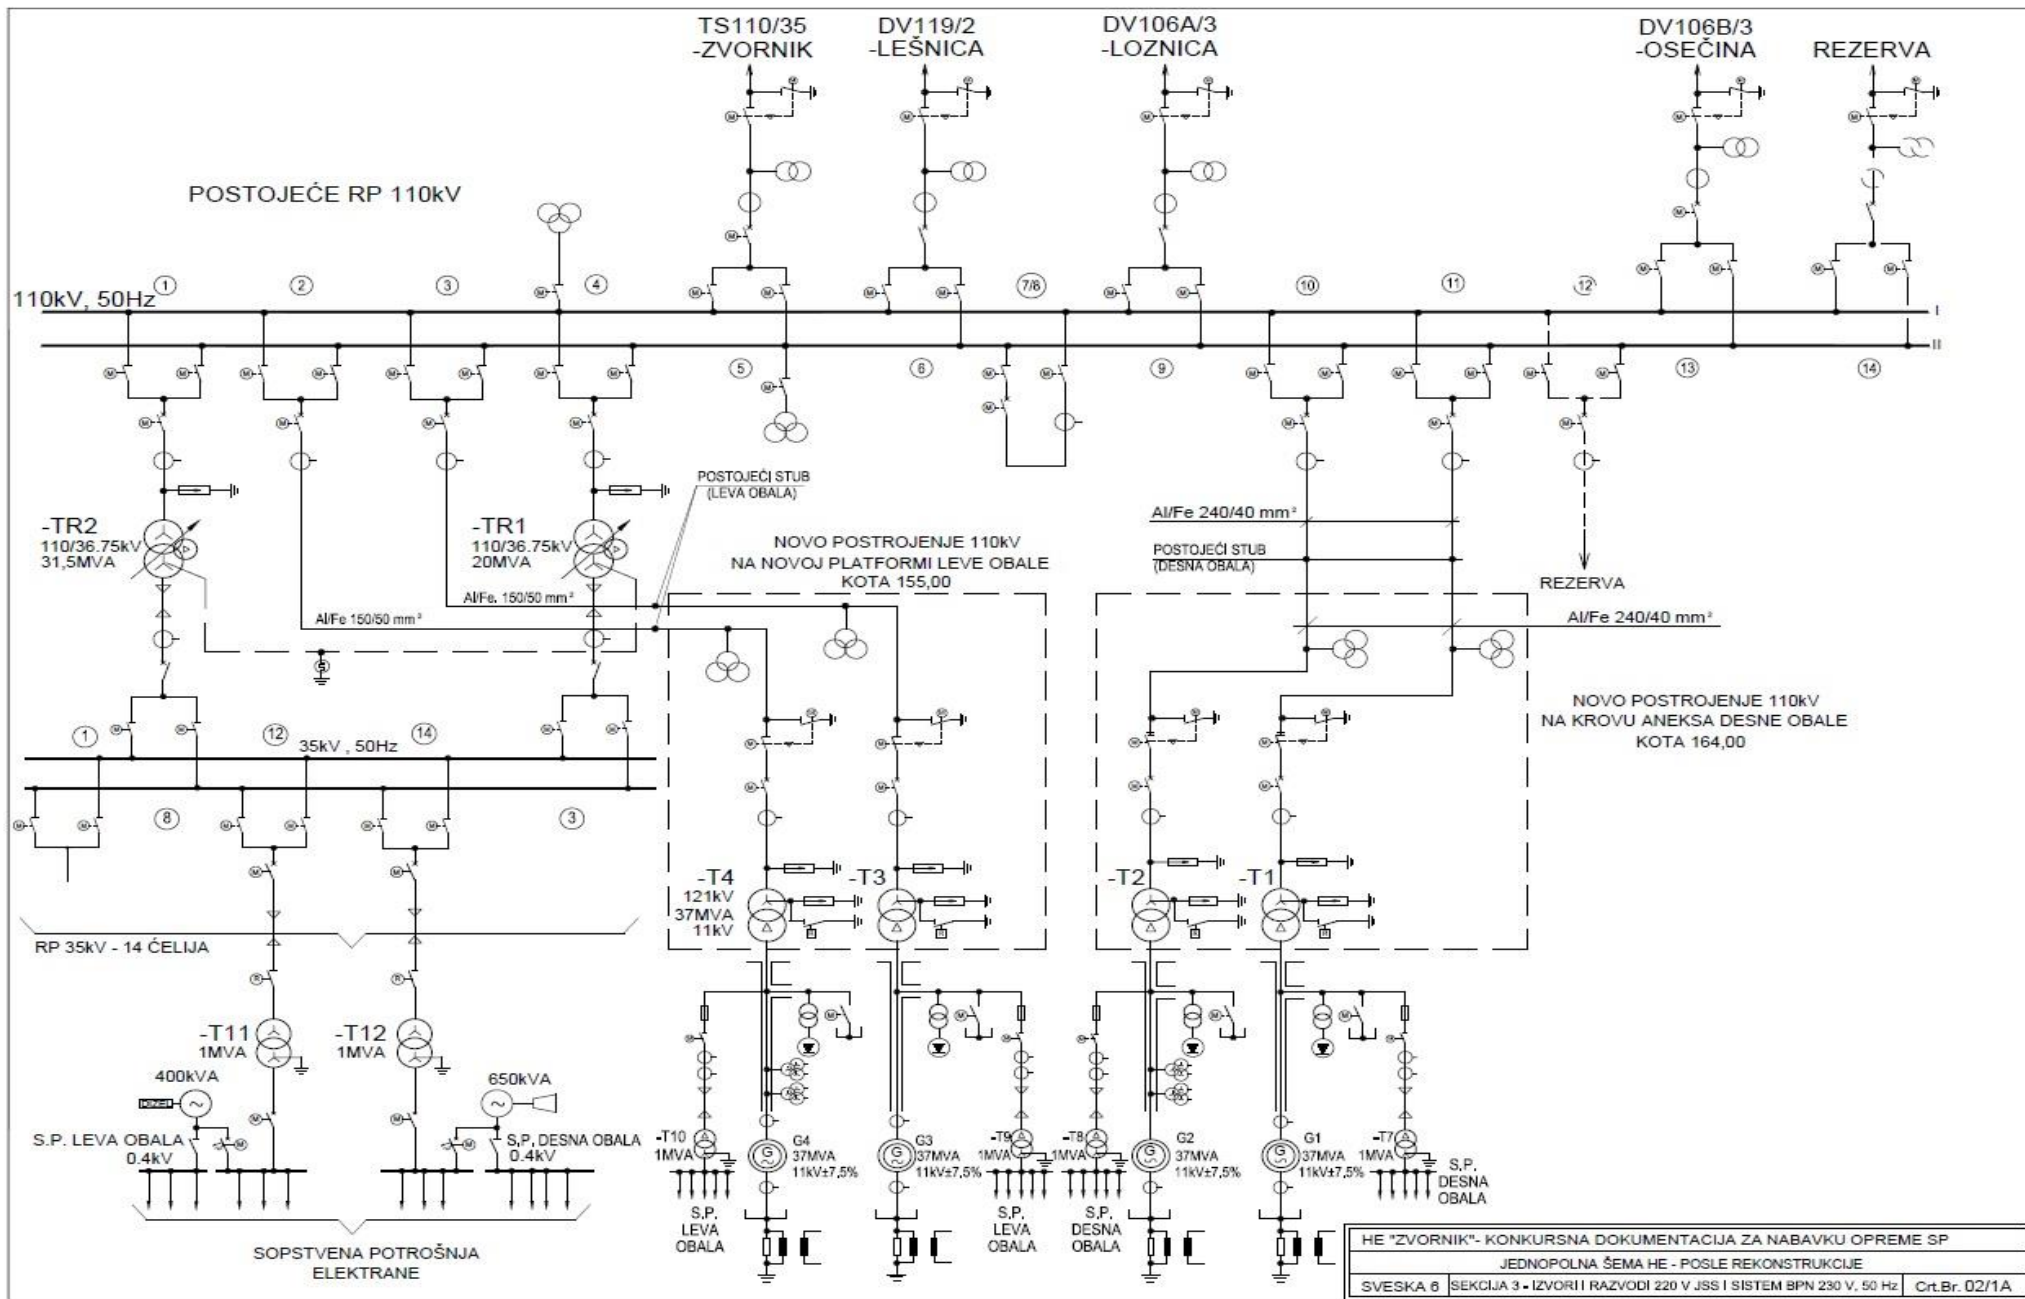 TS110/35
-ZVORNIK
DV119/2
-LEŠNICA
DV106A/3
-LOZNICA
DV106B/3
-OSEČINA
REZERVA
POSTOJEĆE RP 110kV
110kV, 50Hz
1
2
3
4
7/8
10
11
12
I
II
5
6
9
13
14
POSTOJEĆI STUB
(LEVA OBALA)
-TR2
110/36.75kV
31,5MVA
-TR1
110/36.75kV
20MVA
NOVO POSTROJENJE 110kV
NA NOVOJ PLATFORMI LEVE OBALE
KOTA 155,00
Al/Fe 240/40 mm²
POSTOJEĆI STUB
(DESNA OBALA)
REZERVA
Al/Fe. 150/50 mm²
Al/Fe 150/50 mm²
Al/Fe 240/40 mm²
NOVO POSTROJENJE 110kV
NA KROVU ANEKSA DESNE OBALE
KOTA 164,00
1
12
14
35kV , 50Hz
8
3
-T4
121kV
37MVA
11kV
-T3
-T2
-T1
RP 35kV - 14 ĆELIJA
-T11
1MVA
-T12
1MVA
400kVA
DIZEL
650kVA
S.P. LEVA OBALA
0.4kV
S,P, DESNA OBALA
0.4kV
-T10
1MVA
G4
37MVA
11kV±7,5%
G3
37MVA
11kV±7,5%
-T9
1MVA
-T8
1MVA
G2
37MVA
11kV±7,5%
G1
37MVA
11kV±7,5%
-T7
1MVA
S.P.
LEVA
OBALA
S.P.
LEVA
OBALA
S.P.
DESNA
OBALA
S.P.
DESNA
OBALA
SOPSTVENA POTROŠNJA
ELEKTRANE
HE "ZVORNIK"- KONKURSNA DOKUMENTACIJA ZA NABAVKU OPREME SP
JEDNOPOLNA ŠEMA HE - POSLE REKONSTRUKCIJE
SVESKA 6 SEKCIJA 3 - IZVORI I RAZVODI 220 V JSS I SISTEM BPN 230 V, 50 Hz Crt.Br. 02/1A